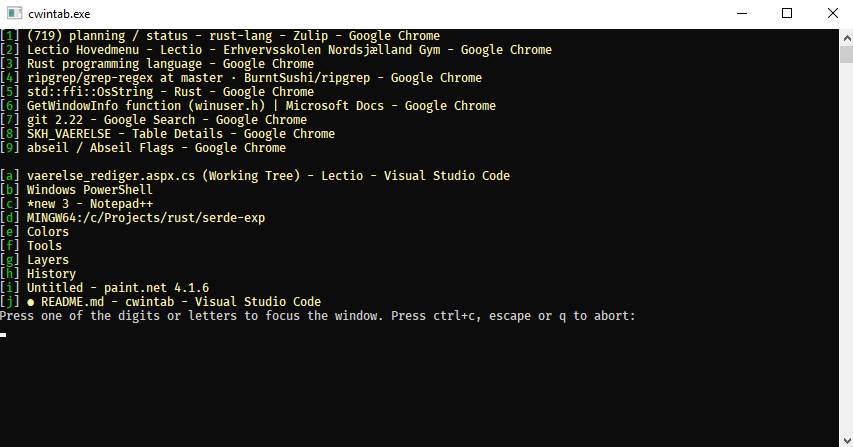 cwintab.exe
[1] (719) planning / status - rust-lang - Zulip - Google Chrome
[2] Lectio Hovedmenu - Lectio - Erhvervsskolen Nordsjælland Gym - Google Chrome
[3] Rust programming language - Google Chrome
[4] ripgrep/grep-regex at master · BurntSushi/ripgrep - Google Chrome
[5] std::ffi::OsString - Rust - Google Chrome
[6] GetWindowInfo function (winuser.h) | Microsoft Docs - Google Chrome
[7] git 2.22 - Google Search - Google Chrome
[8] SKH_VAERELSE - Table Details - Google Chrome
[9] abseil / Abseil Flags - Google Chrome
[a] vaerelse_rediger.aspx.cs (Working Tree) - Lectio - Visual Studio Code
[b] Windows PowerShell
[c] *new 3 - Notepad++
[d] MINGW64:/c/Projects/rust/serde-exp
[e] Colors
[f] Tools
[g] Layers
[h] History
[i] Untitled - paint.net 4.1.6
[j] ● README.md - cwintab - Visual Studio Code
Press one of the digits or letters to focus the window. Press ctrl+c, escape or q to abort: